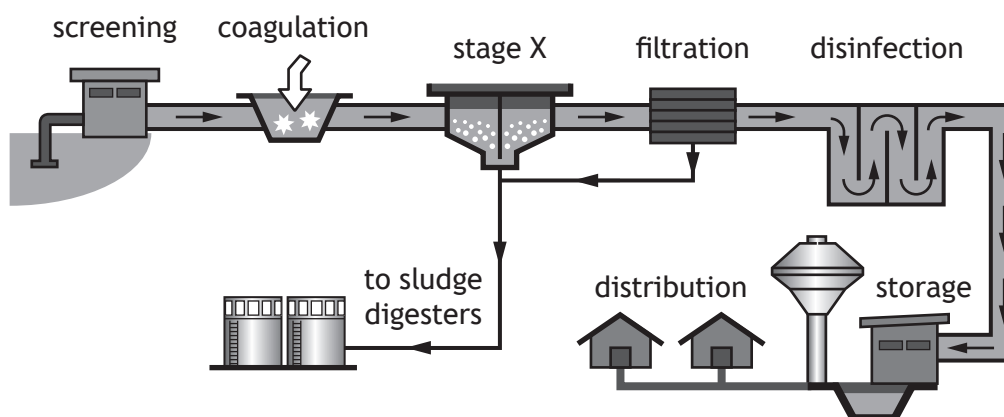 screening
coagulation
stage X
filtration
disinfection
to sludge
digesters
distribution
storage